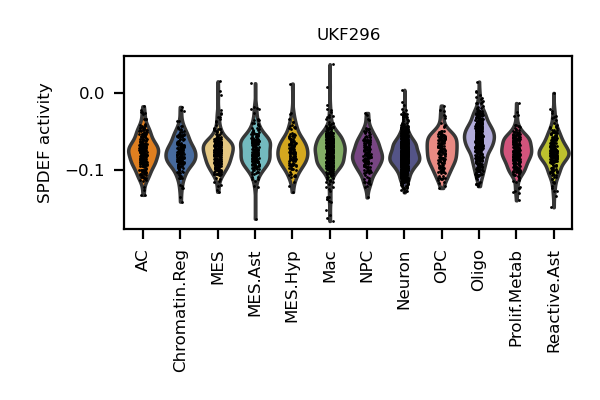 UKF296
SPDEF activity
0.0
−0.1
AC
Chromatin.Reg
MES
MES.Ast
MES.Hyp
Mac
NPC
Neuron
OPC
Oligo
Prolif.Metab
Reactive.Ast